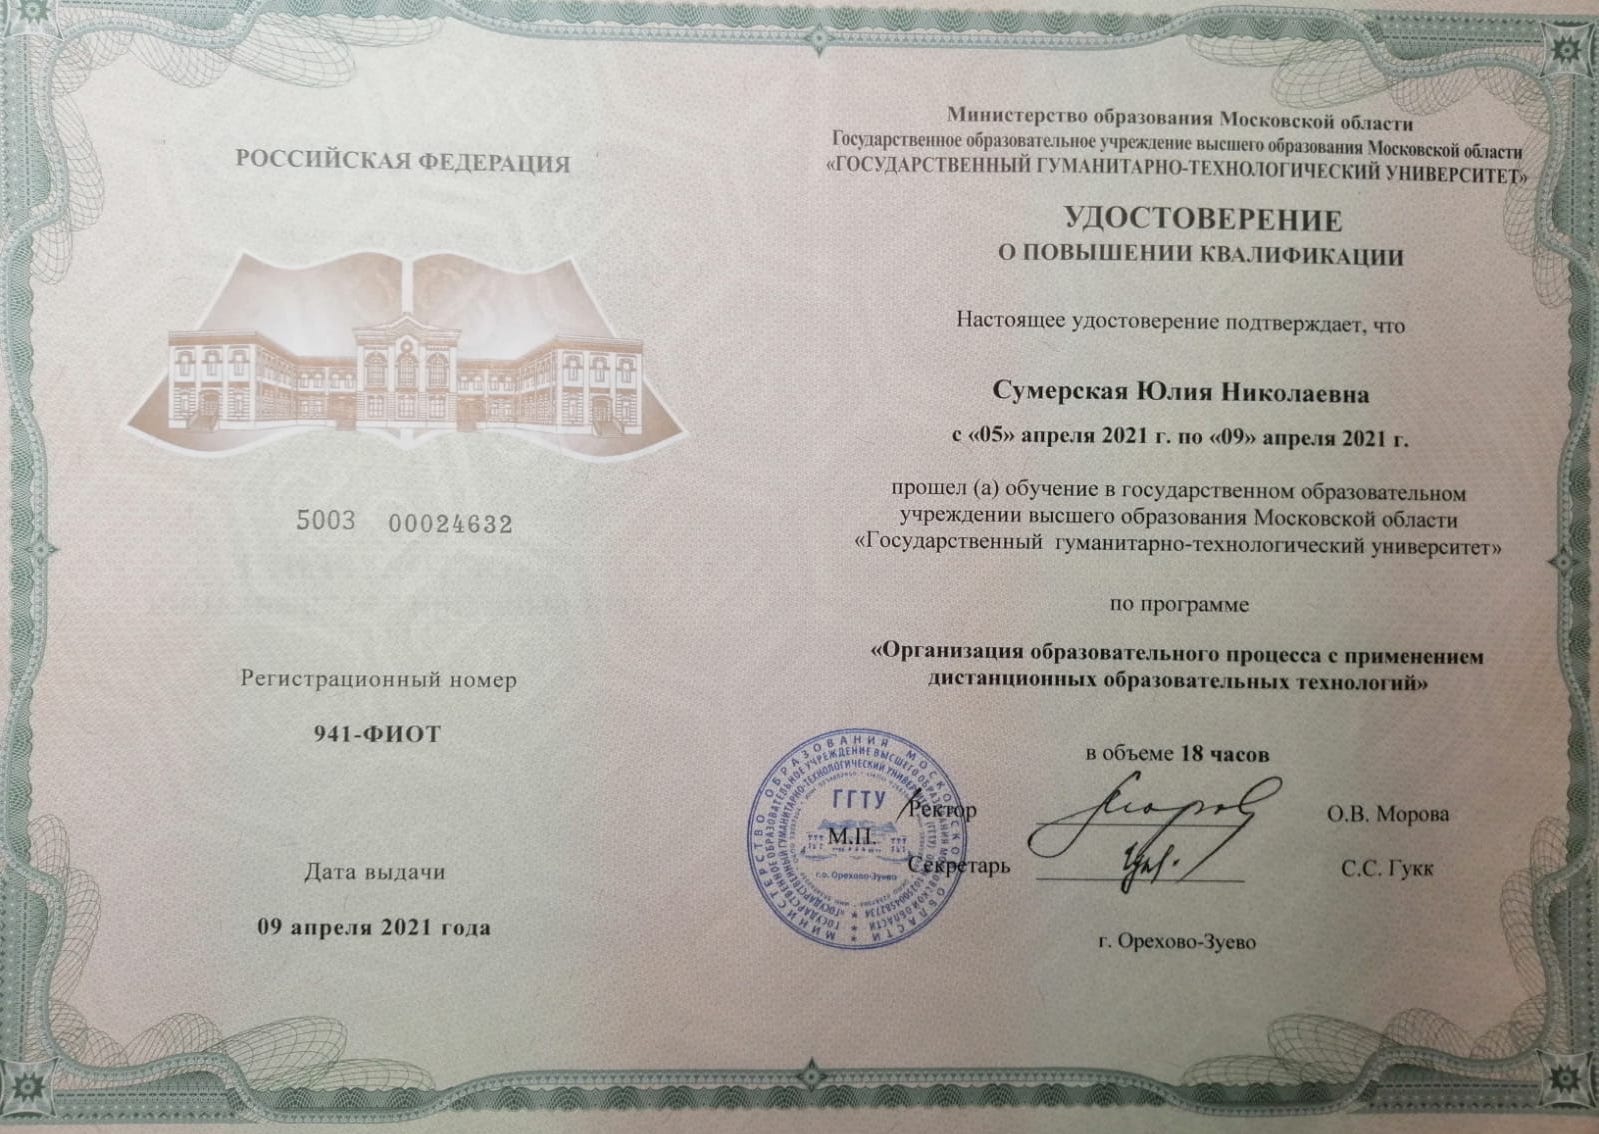 РОССИЙСКАЯ ФЕДЕРАЦИЯ
5003 00024632
Регистрационный номер
941-ФИОТ
Дата выдачи
09 апреля 2021 года
Министерство образования Московской области
Государственное образовательное учреждение высшего образования Московской области
«ГОСУДАРСТВЕННЫЙ ГУМАНИТАРНО-ТЕХНОЛОГИЧЕСКИЙ УНИВЕРСИТЕТ»
УДОСТОВЕРЕНИЕ
О ПОВЫШЕНИИ КВАЛИФИКАЦИИ
Настоящее удостоверение подтверждает, что
Сумерская Юлия Николаевна
с «05» апреля 2021 г. по «09» апреля 2021 г.
прошел (а) обучение в государственном образовательном
учреждении высшего образования Московской области
«Государственный гуманитарно-технологический университет»
по программе
«Организация образовательного процесса с применением
дистанционных образовательных технологий»
в объеме 18 часов
Ректор О.В. Морова
М.П.
Секретарь С.С. Гукк
г. Орехово-Зуево
МИНИСТЕРСТВО ОБРАЗОВАНИЯ МОСКОВСКОЙ ОБЛАСТИ
ГОСУДАРСТВЕННОЕ ОБРАЗОВАТЕЛЬНОЕ УЧРЕЖДЕНИЕ ВЫСШЕГО ОБРАЗОВАНИЯ МОСКОВСКОЙ ОБЛАСТИ
«ГОСУДАРСТВЕННЫЙ ГУМАНИТАРНО-ТЕХНОЛОГИЧЕСКИЙ УНИВЕРСИТЕТ»
ГГТУ
г.о. Орехово-Зуево